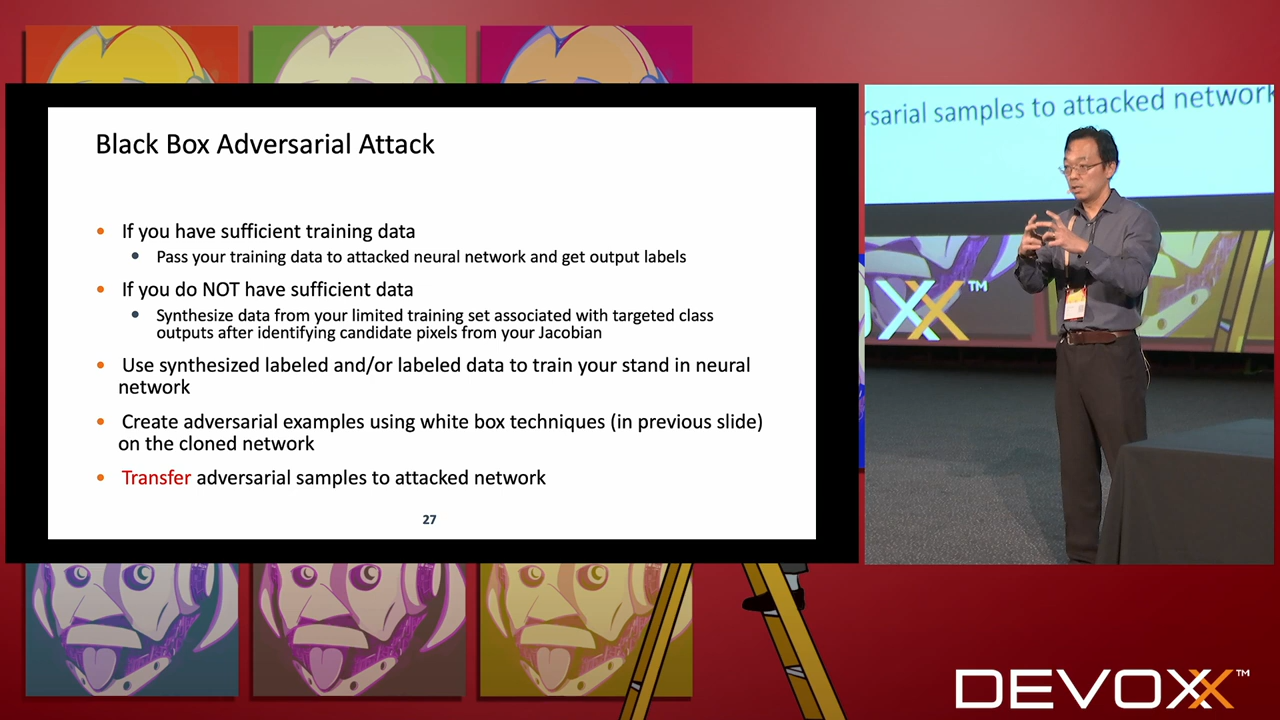 Black Box Adversarial Attack
• If you have sufficient training data
• Pass your training data to attacked neural network and get output labels
• If you do NOT have sufficient data
• Synthesize data from your limited training set associated with targeted class
outputs after identifying candidate pixels from your Jacobian
• Use synthesized labeled and/or labeled data to train your stand in neural
network
• Create adversarial examples using white box techniques (in previous slide)
on the cloned network
• Transfer adversarial samples to attacked network
27
rsarial samples to attacked network
OXX™
DEVOXX™